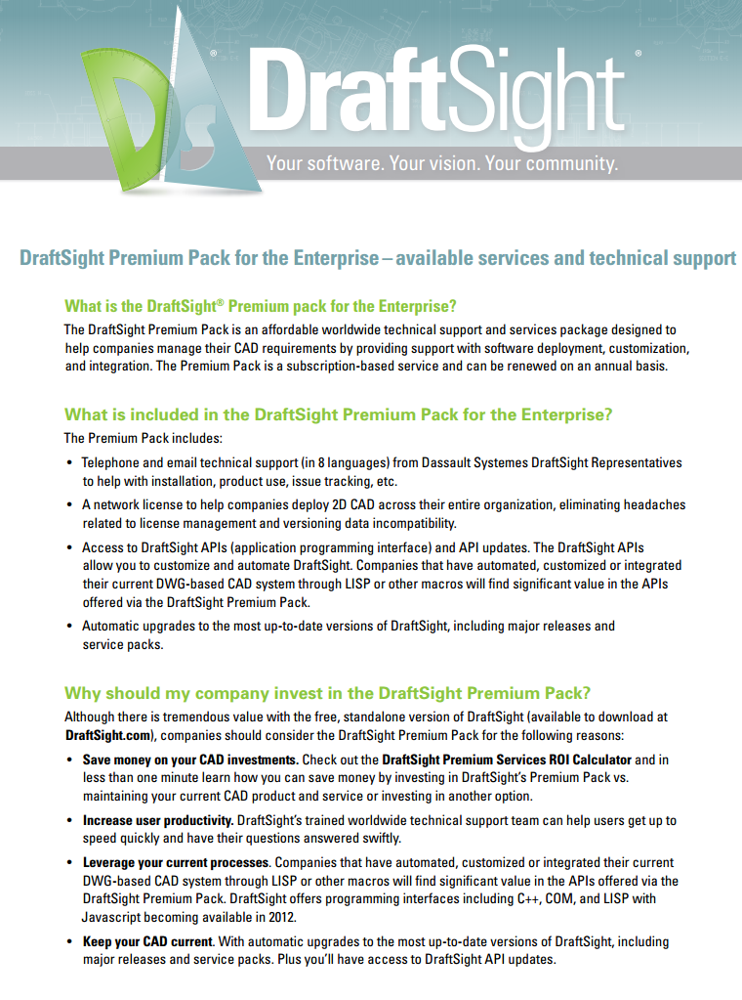 DS
®
DraftSight®
Your software. Your vision. Your community.
DraftSight Premium Pack for the Enterprise – available services and technical support
What is the DraftSight® Premium pack for the Enterprise?
The DraftSight Premium Pack is an affordable worldwide technical support and services package designed to
help companies manage their CAD requirements by providing support with software deployment, customization,
and integration. The Premium Pack is a subscription-based service and can be renewed on an annual basis.
What is included in the DraftSight Premium Pack for the Enterprise?
The Premium Pack includes:
• Telephone and email technical support (in 8 languages) from Dassault Systemes DraftSight Representatives
to help with installation, product use, issue tracking, etc.
• A network license to help companies deploy 2D CAD across their entire organization, eliminating headaches
related to license management and versioning data incompatibility.
• Access to DraftSight APIs (application programming interface) and API updates. The DraftSight APIs
allow you to customize and automate DraftSight. Companies that have automated, customized or integrated
their current DWG-based CAD system through LISP or other macros will find significant value in the APIs
offered via the DraftSight Premium Pack.
• Automatic upgrades to the most up-to-date versions of DraftSight, including major releases and
service packs.
Why should my company invest in the DraftSight Premium Pack?
Although there is tremendous value with the free, standalone version of DraftSight (available to download at
DraftSight.com), companies should consider the DraftSight Premium Pack for the following reasons:
• Save money on your CAD investments. Check out the DraftSight Premium Services ROI Calculator and in
less than one minute learn how you can save money by investing in DraftSight's Premium Pack vs.
maintaining your current CAD product and service or investing in another option.
• Increase user productivity. DraftSight's trained worldwide technical support team can help users get up to
speed quickly and have their questions answered swiftly.
• Leverage your current processes. Companies that have automated, customized or integrated their current
DWG-based CAD system through LISP or other macros will find significant value in the APIs offered via the
DraftSight Premium Pack. DraftSight offers programming interfaces including C++, COM, and LISP with
Javascript becoming available in 2012.
• Keep your CAD current. With automatic upgrades to the most up-to-date versions of DraftSight, including
major releases and service packs. Plus you'll have access to DraftSight API updates.